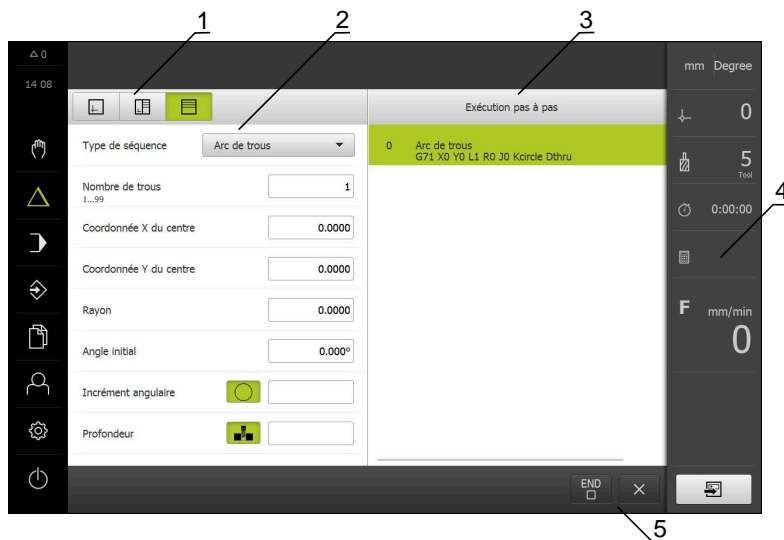 1
2
3
0
14 08
mm Degree
Exécution pas à pas
0
Type de séquence
Arc de trous
0 Arc de trous
G71 X0 Y0 L1 R0 J0 Kcircle Dthru
5
Tool
Nombre de trous
1...99
1
4
0:00:00
Coordonnée X du centre
0.0000
Coordonnée Y du centre
0.0000
Rayon
0.0000
F mm/min
0
Angle initial
0.000°
Incrément angulaire
Profondeur
END
5